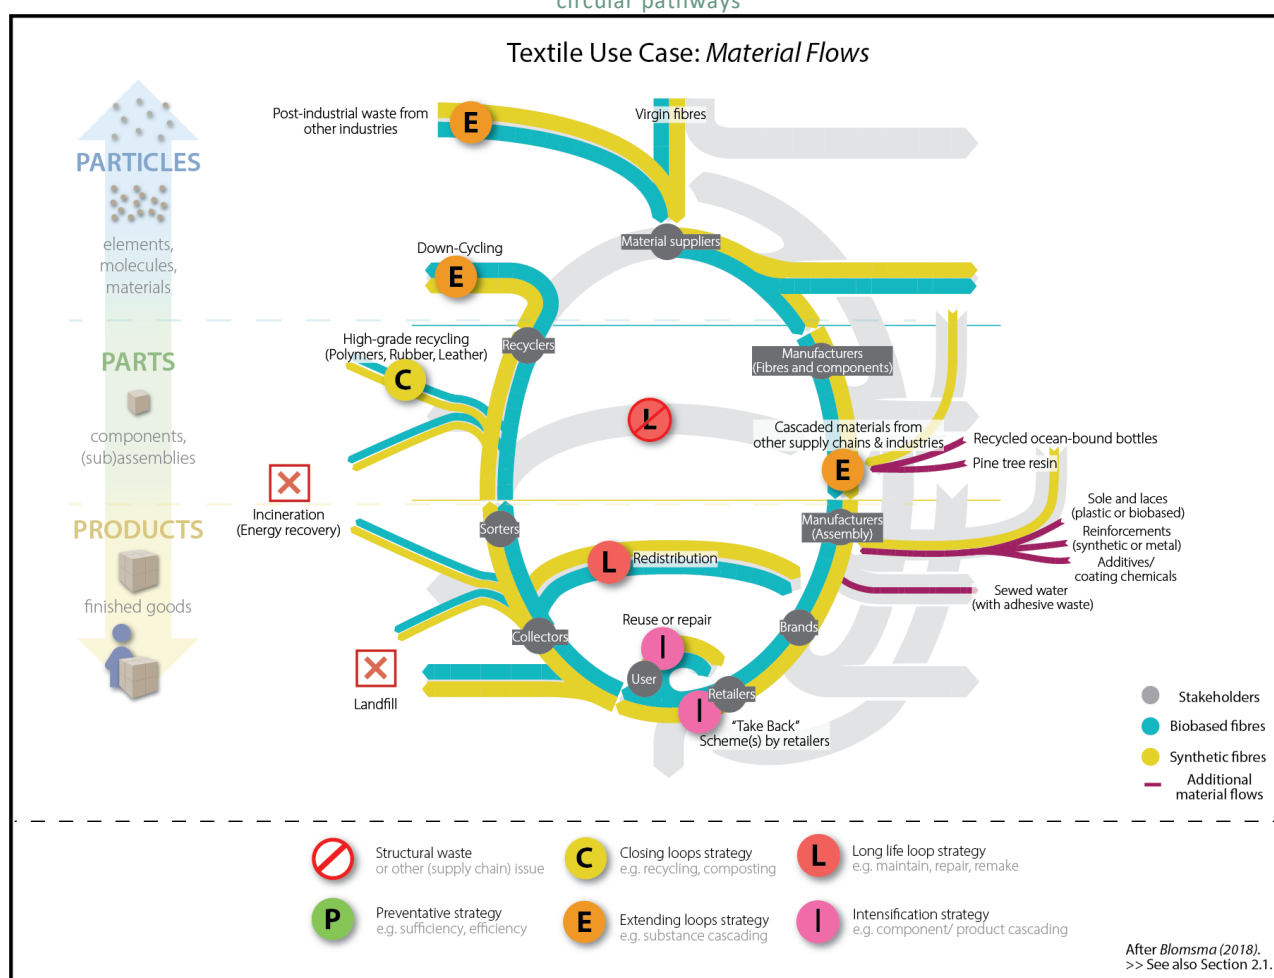 circular pathways
Textile Use Case: Material Flows
Post-industrial waste from
other industries
E
Virgin fibres
PARTICLES
elements,
molecules,
materials
Material suppliers
Down-Cycling
E
High-grade recycling
(Polymers, Rubber, Leather)
C
Recyclers
Manufacturers
(Fibres and components)
PARTS
components,
(sub)assemblies
L
Cascaded materials from
other supply chains & industries
E
Recycled ocean-bound bottles
Pine tree resin
Incineration
(Energy recovery)
PRODUCTS
finished goods
Sorters
Manufacturers
(Assembly)
Sole and laces
(plastic or biobased)
Reinforcements
(synthetic or metal)
Additives/
coating chemicals
Sewed water
(with adhesive waste)
L
Redistribution
Reuse or repair
I
Collectors
Brands
User
Retailers
I
Landfill
"Take Back"
Scheme(s) by retailers
Stakeholders
Biobased fibres
Synthetic fibres
Additional
material flows
Structural waste
or other (supply chain) issue
C
Closing loops strategy
e.g. recycling, composting
L
Long life loop strategy
e.g. maintain, repair, remake
P
Preventative strategy
e.g. sufficiency, efficiency
E
Extending loops strategy
e.g. substance cascading
I
Intensification strategy
e.g. component/ product cascading
After Blomsma (2018).
>> See also Section 2.1.